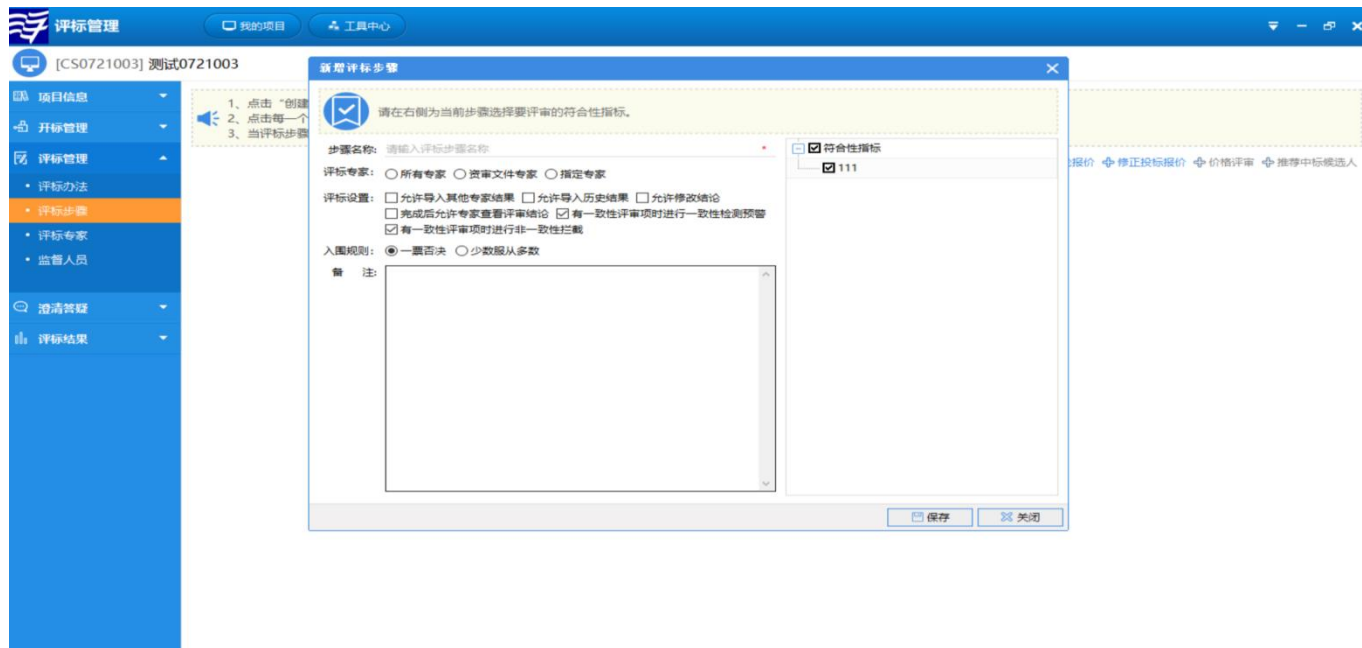 评标管理
我的项目
工具中心
[CS0721003] 测试0721003
项目信息
开标管理
评标管理
• 评标办法
• 评标步骤
• 评标专家
• 监督人员
澄清答疑
评标结果
1、点击“创建
2、点击每一个
3、当评标步骤
报价 修正投标报价 价格评审 推荐中标候选人
新增评标步骤
请在右侧为当前步骤选择要评审的符合性指标。
步骤名称: 请输入评标步骤名称 *
评标专家: 所有专家 资审文件专家 指定专家
评标设置: 允许导入其他专家结果 允许导入历史结果 允许修改结论
完成后允许专家查看评审结论 有一致性评审项时进行一致性检测预警
有一致性评审项时进行非一致性拦截
入围规则: 一票否决 少数服从多数
备 注:
符合性指标
111
保存 关闭